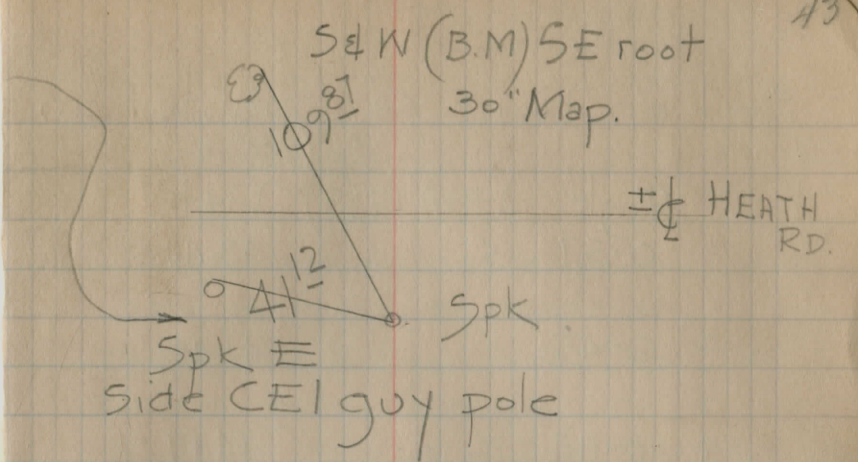 43
S & W (B.M) SE root
30" Map.
109 87
± ℄ HEATH
RD.
41 12
Spk
Spk E
side CEI guy pole